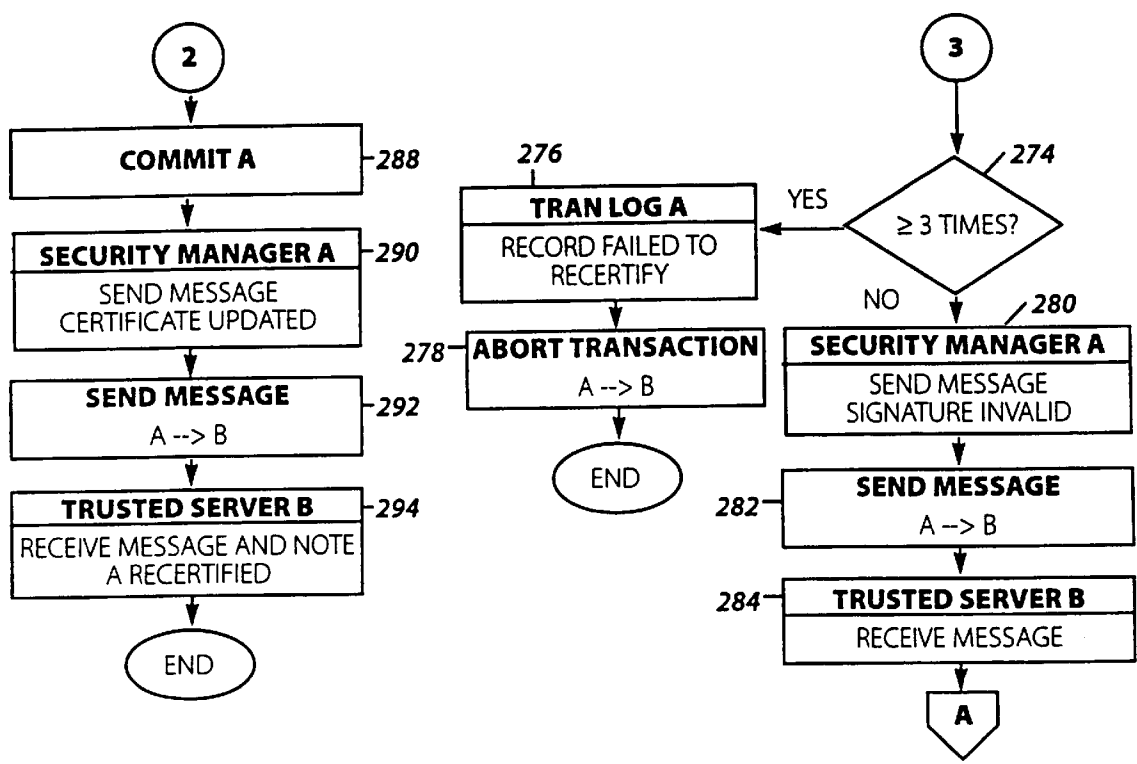 2
COMMIT A
288
SECURITY MANAGER A
290
SEND MESSAGE
CERTIFICATE UPDATED
SEND MESSAGE
292
A --> B
TRUSTED SERVER B
294
RECEIVE MESSAGE AND NOTE
A RECERTIFIED
END
3
274
≥ 3 TIMES?
YES
276
TRAN LOG A
RECORD FAILED TO
RECERTIFY
278
ABORT TRANSACTION
A --> B
END
NO
280
SECURITY MANAGER A
SEND MESSAGE
SIGNATURE INVALID
SEND MESSAGE
282
A --> B
284
TRUSTED SERVER B
RECEIVE MESSAGE
A